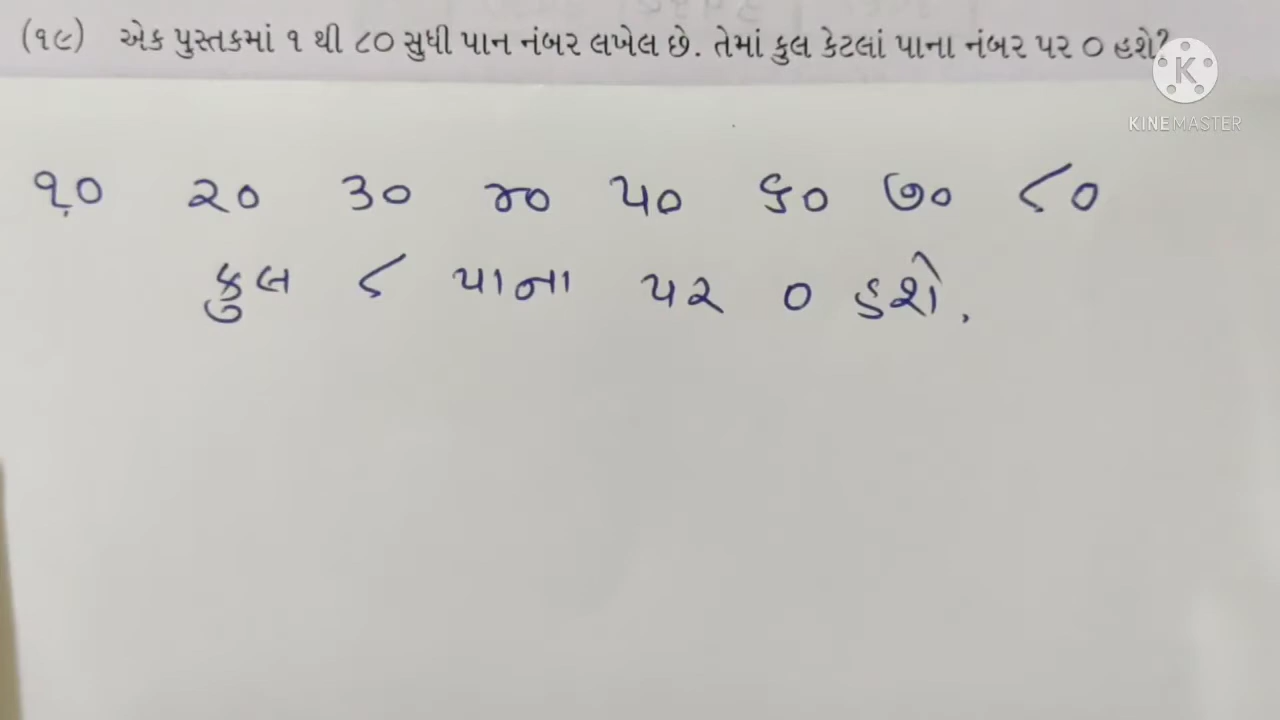 (૧૯) એક પુસ્તકમાં ૧ થી ૮૦ સુધી પાન નંબર લખેલ છે. તેમાં કુલ કેટલાં પાના નંબર પર ૦ હશે?
KINEMASTER
૧૦ ૨૦ ૩૦ ૪૦ ૫૦ ૬૦ ૭૦ ૮૦
કુલ ૮ પાના પર ૦ હશે.